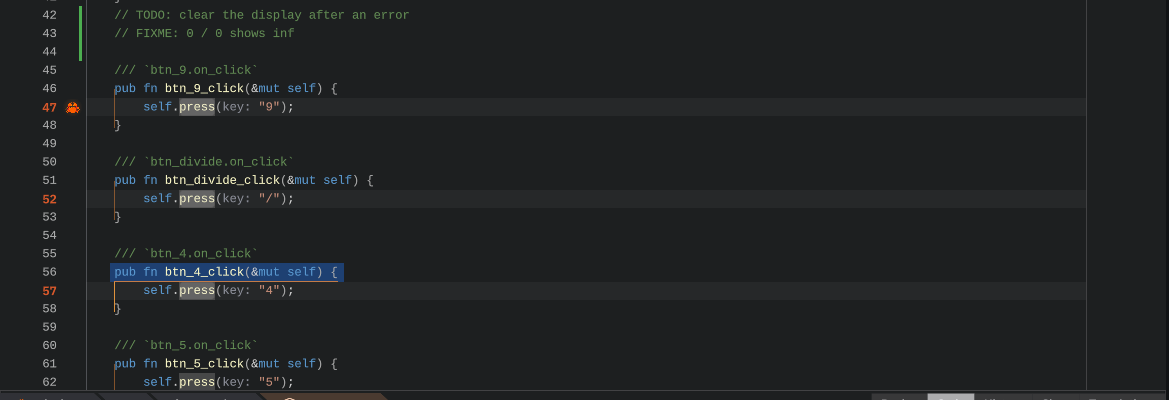 42 // TODO: clear the display after an error
43 // FIXME: 0 / 0 shows inf
44
45 /// `btn_9.on_click`
46 pub fn btn_9_click(&mut self) {
47 self.press(key: "9");
48 }
49
50 /// `btn_divide.on_click`
51 pub fn btn_divide_click(&mut self) {
52 self.press(key: "/");
53 }
54
55 /// `btn_4.on_click`
56 pub fn btn_4_click(&mut self) {
57 self.press(key: "4");
58 }
59
60 /// `btn_5.on_click`
61 pub fn btn_5_click(&mut self) {
62 self.press(key: "5");